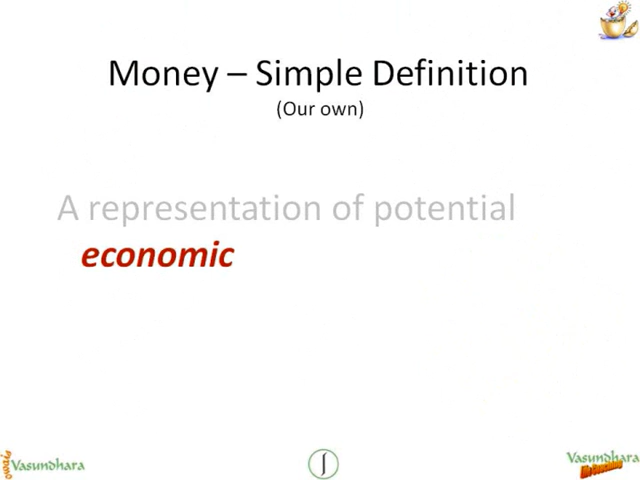 Money – Simple Definition
(Our own)
A representation of potential
economic
Vasundhara
Vasundhara